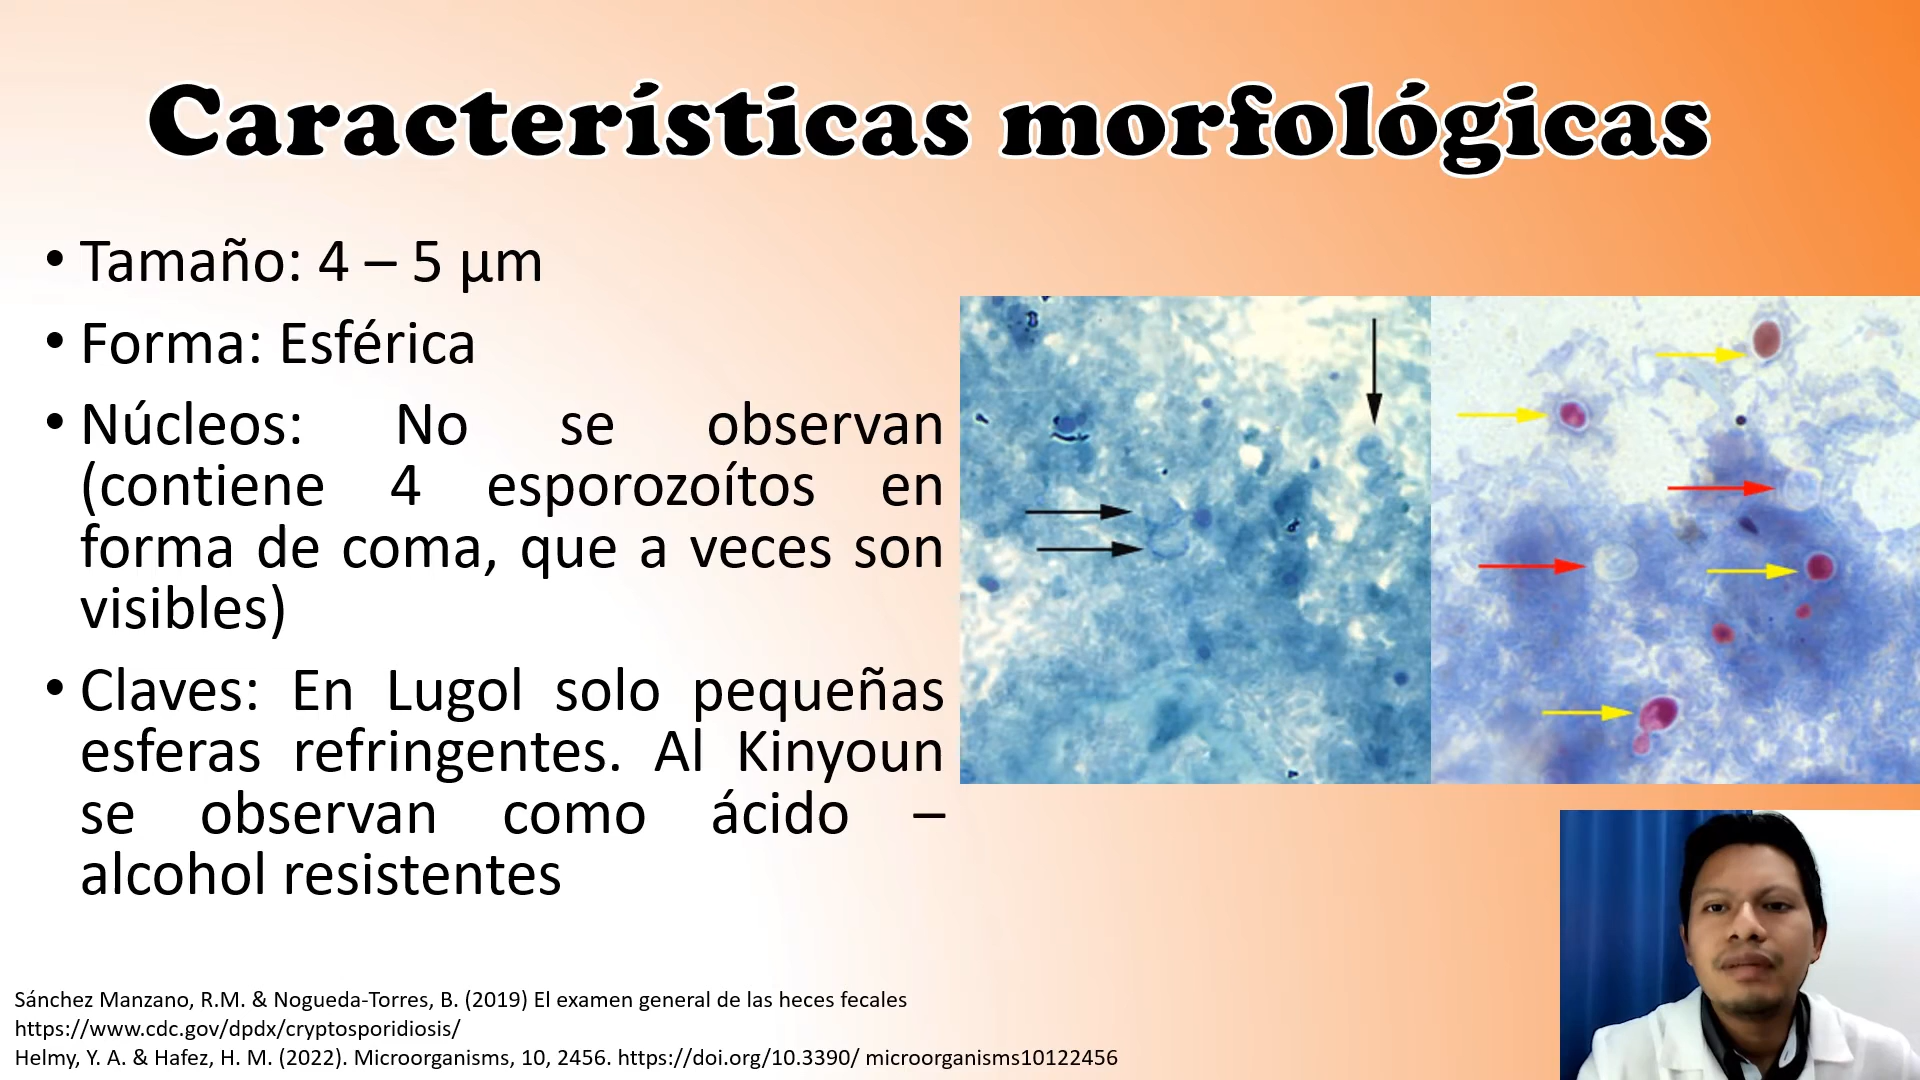 Características morfológicas
• Tamaño: 4 – 5 µm
• Forma: Esférica
• Núcleos: No se observan
(contiene 4 esporozoítos en
forma de coma, que a veces son
visibles)
• Claves: En Lugol solo pequeñas
esferas refringentes. Al Kinyoun
se observan como ácido –
alcohol resistentes
Sánchez Manzano, R.M. & Nogueda-Torres, B. (2019) El examen general de las heces fecales
https://www.cdc.gov/dpdx/cryptosporidiosis/
Helmy, Y. A. & Hafez, H. M. (2022). Microorganisms, 10, 2456. https://doi.org/10.3390/ microorganisms10122456